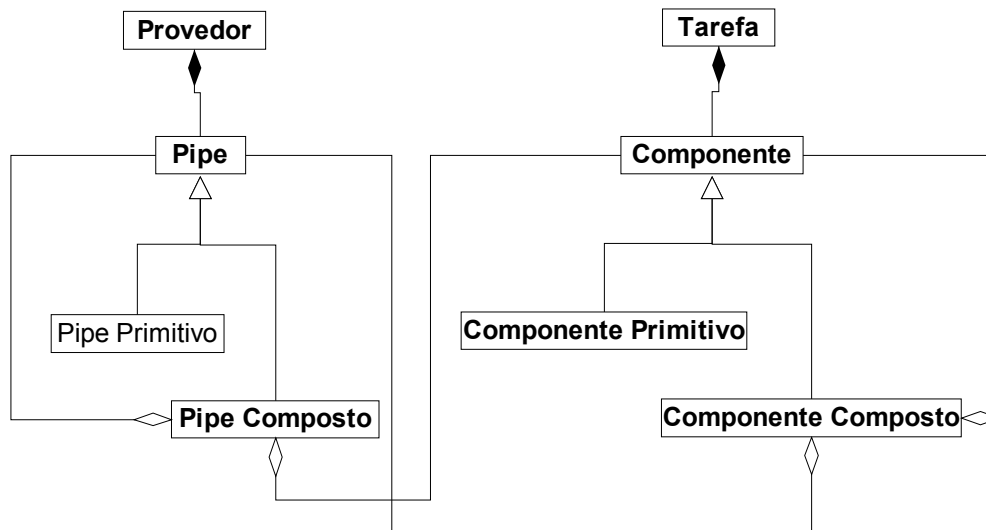 Provedor
Tarefa
Pipe
Componente
Pipe Primitivo
Componente Primitivo
Pipe Composto
Componente Composto